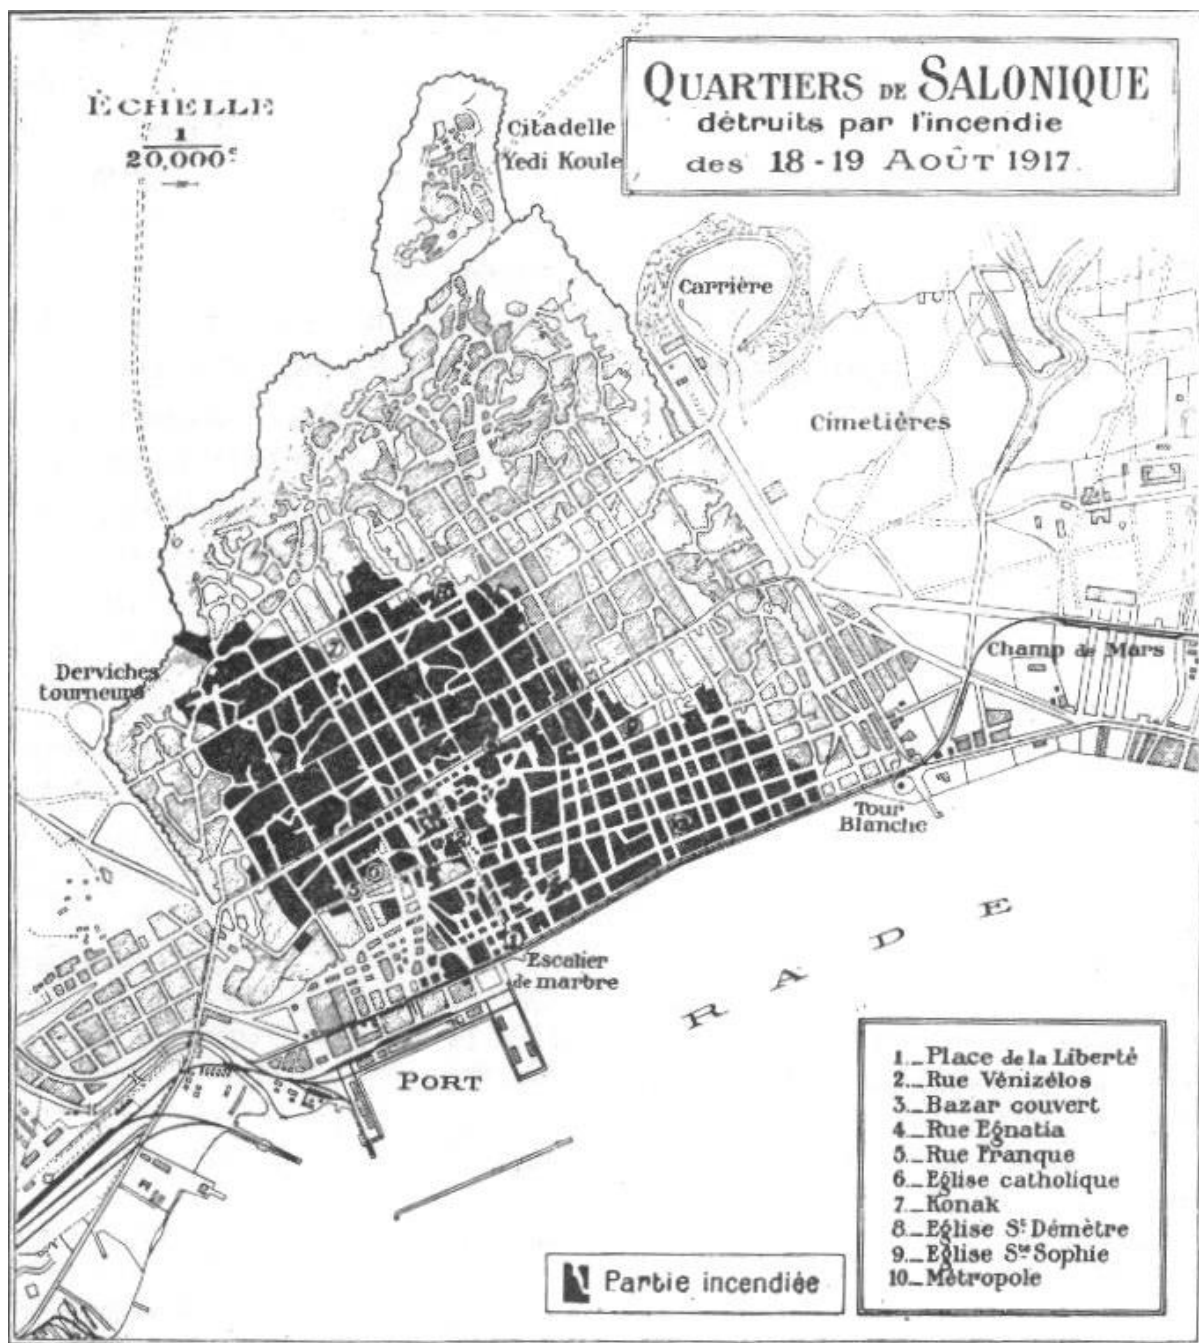 ÉCHELLE
1
20,000e
QUARTIERS DE SALONIQUE
détruits par l'incendie
des 18-19 AOÛT 1917.
Citadelle
Yedi Koule
Carrière
Cimetières
Derviches
tourneurs
Champ de Mars
Tour
Blanche
Escalier
de marbre
RADE
PORT
1._Place de la Liberté
2._Rue Vénizélos
3._Bazar couvert
4._Rue Egnatia
5._Rue Franque
6._Eglise catholique
7._Konak
8._Eglise St Démètre
9._Eglise Ste Sophie
10._Métropole
Partie incendiée